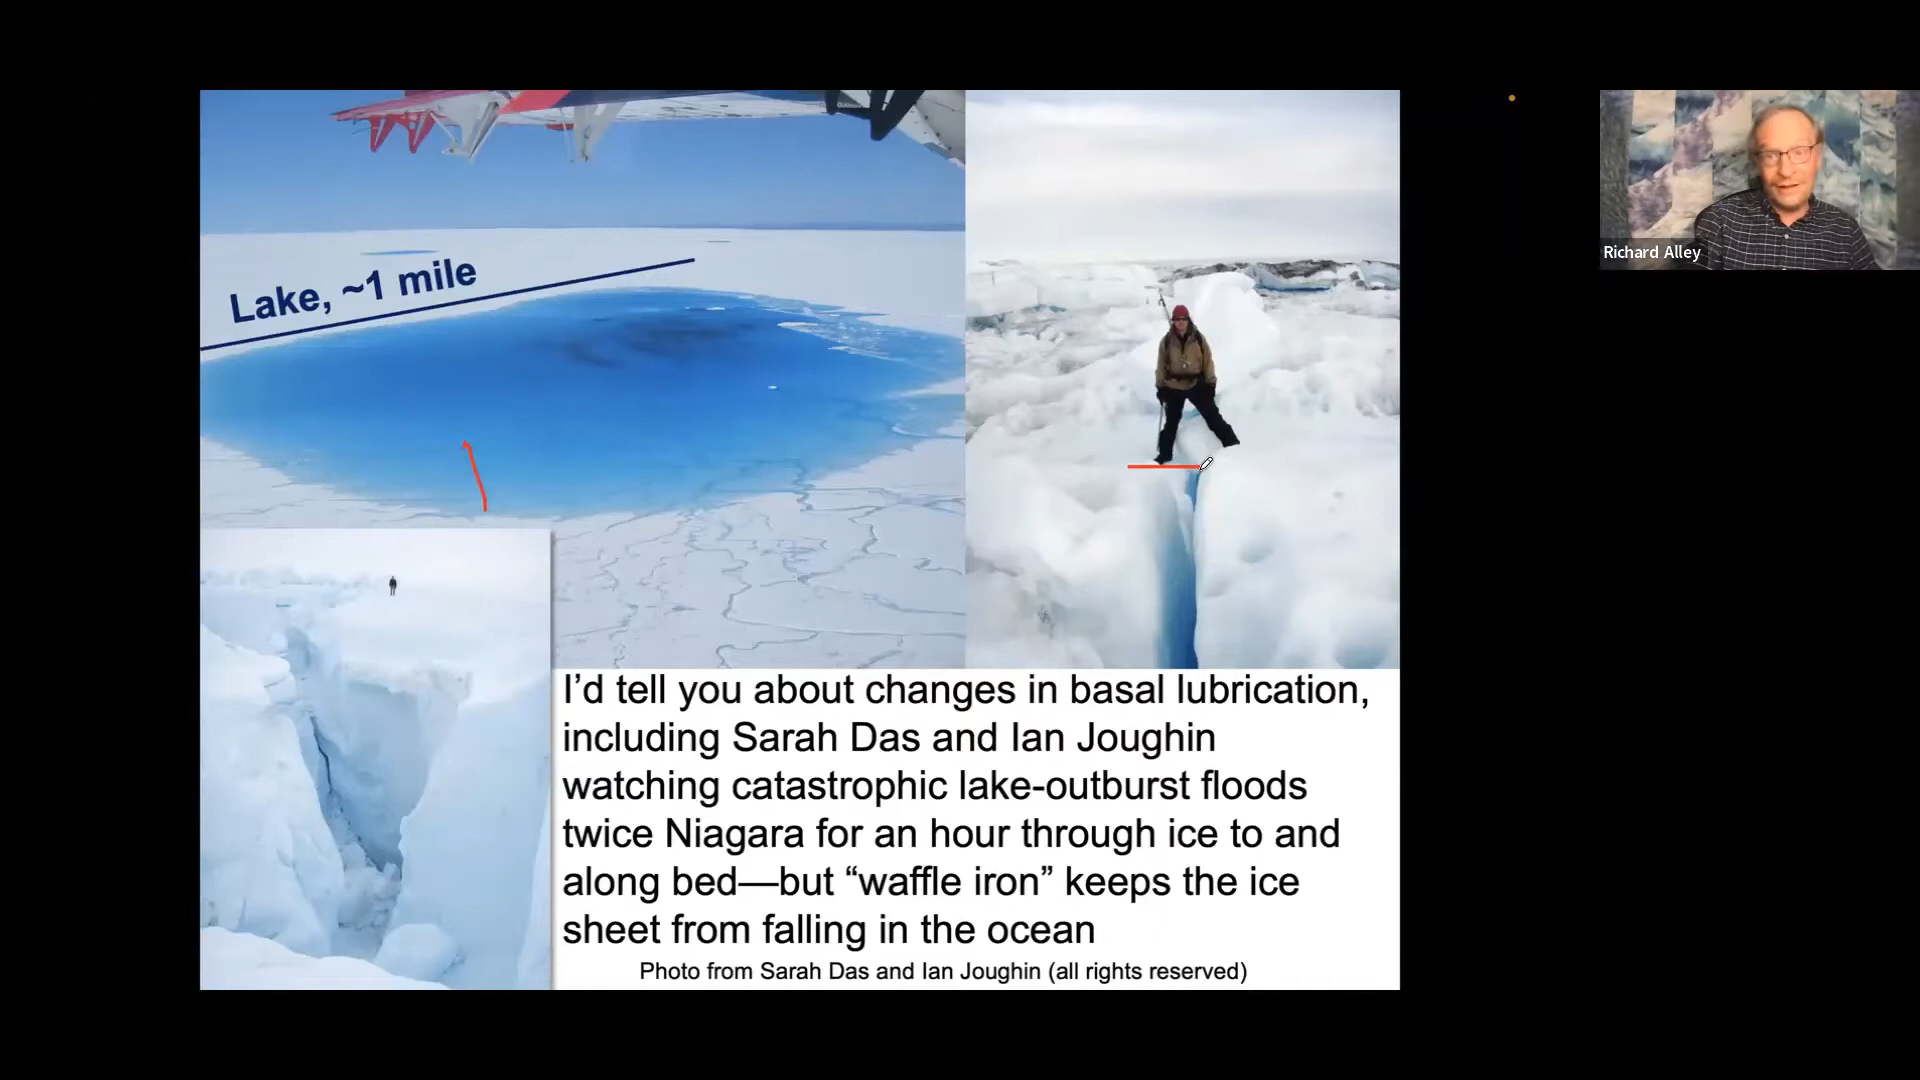 Lake, ~1 mile
Richard Alley
I’d tell you about changes in basal lubrication,
including Sarah Das and Ian Joughin
watching catastrophic lake-outburst floods
twice Niagara for an hour through ice to and
along bed—but “waffle iron” keeps the ice
sheet from falling in the ocean
Photo from Sarah Das and Ian Joughin (all rights reserved)